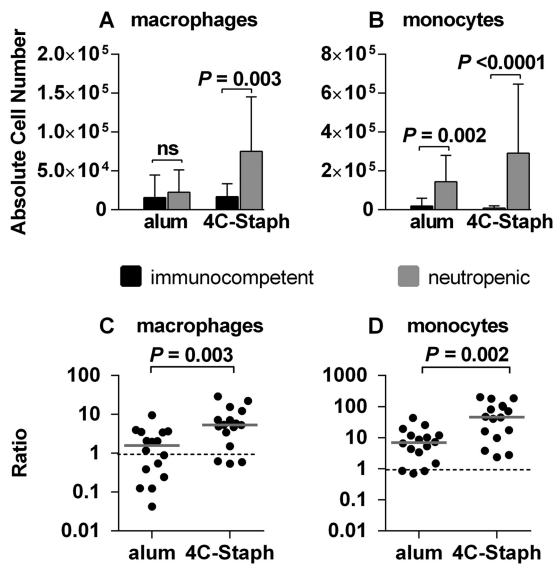 A macrophages
B monocytes
Absolute Cell Number
2.0×10⁵
1.5×10⁵
1.0×10⁵
5.0×10⁴
0
P = 0.003
ns
alum 4C-Staph
8×10⁵
6×10⁵
4×10⁵
2×10⁵
0
P <0.0001
P = 0.002
alum 4C-Staph
immunocompetent
neutropenic
C macrophages
D monocytes
P = 0.003
P = 0.002
Ratio
100
10
1
0.1
0.01
alum 4C-Staph
1000
100
10
1
0.1
0.01
alum 4C-Staph